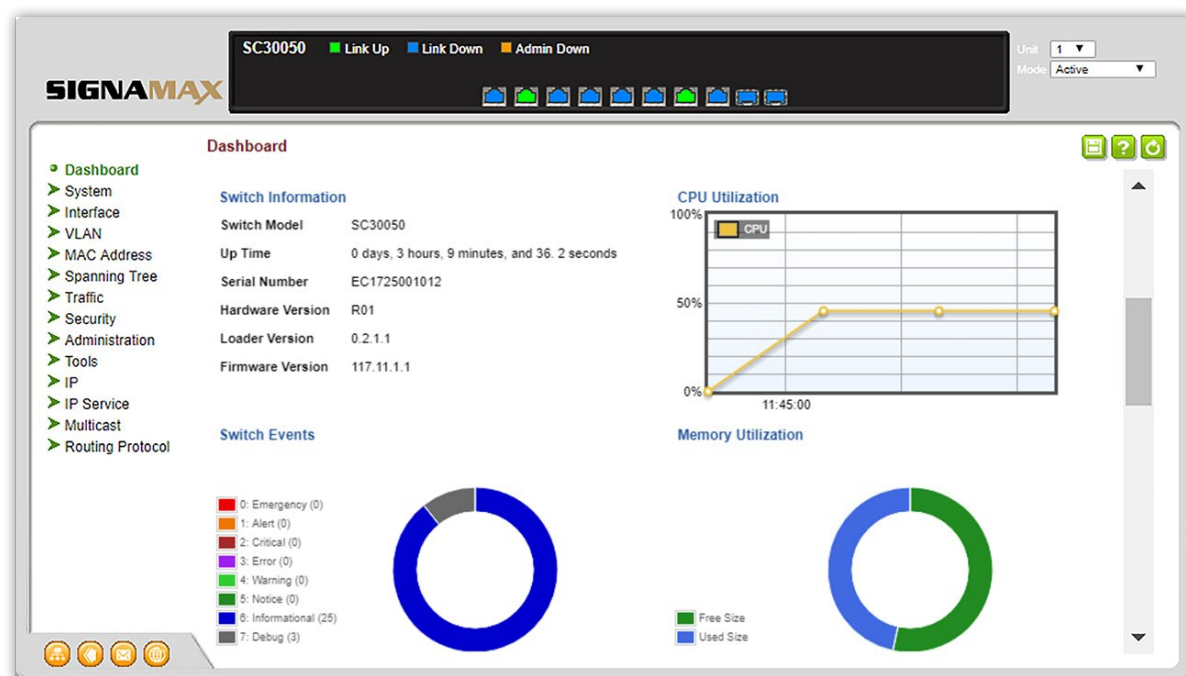 SC30050 Link Up Link Down Admin Down
Unit 1
Mode Active
SIGNAMAX
Dashboard
Dashboard
System
Interface
VLAN
MAC Address
Spanning Tree
Traffic
Security
Administration
Tools
IP
IP Service
Multicast
Routing Protocol
Switch Information
Switch Model SC30050
Up Time 0 days, 3 hours, 9 minutes, and 36. 2 seconds
Serial Number EC1725001012
Hardware Version R01
Loader Version 0.2.1.1
Firmware Version 117.11.1.1
CPU Utilization
100%
CPU
50%
0%
11:45:00
Switch Events
0: Emergency (0)
1: Alert (0)
2: Critical (0)
3: Error (0)
4: Warning (0)
5: Notice (0)
6: Informational (25)
7: Debug (3)
Memory Utilization
Free Size
Used Size